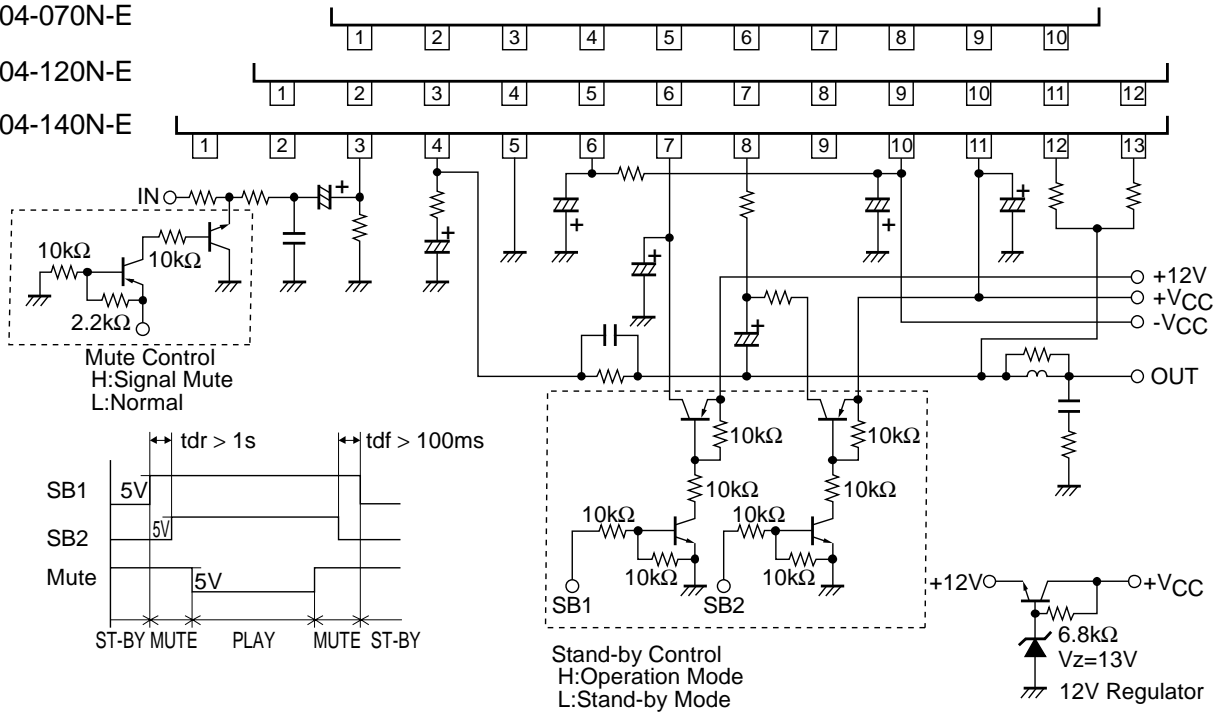 04-070N-E
1 2 3 4 5 6 7 8 9 10
04-120N-E
1 2 3 4 5 6 7 8 9 10 11 12
04-140N-E
1 2 3 4 5 6 7 8 9 10 11 12 13
IN
+
+
+
+
+
+
+
10kΩ
10kΩ
2.2kΩ
Mute Control
H:Signal Mute
L:Normal
+12V
+VCC
-VCC
OUT
10kΩ
10kΩ
10kΩ
10kΩ
10kΩ
10kΩ
10kΩ
10kΩ
SB1
SB2
Stand-by Control
H:Operation Mode
L:Stand-by Mode
tdr > 1s
tdf > 100ms
SB1
5V
SB2
5V
Mute
5V
ST-BY MUTE PLAY MUTE ST-BY
+12V
+VCC
6.8kΩ
Vz=13V
12V Regulator